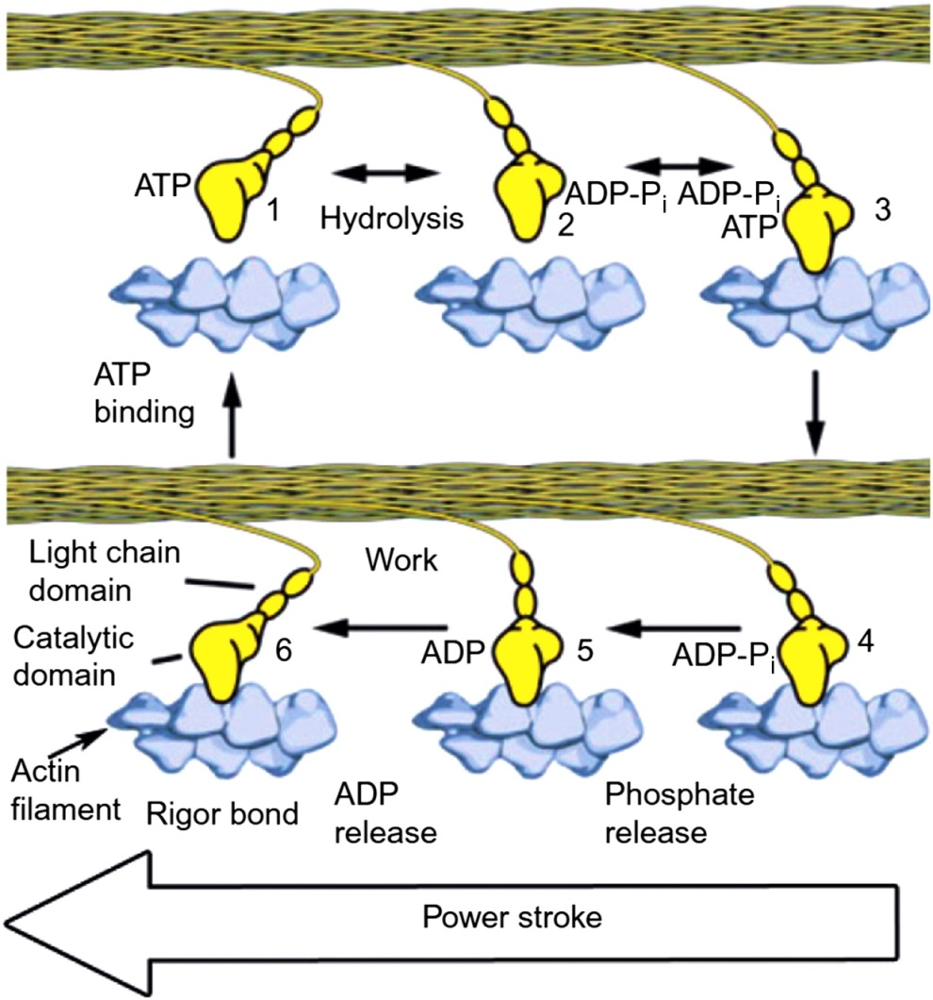 ATP
1
Hydrolysis
ADP-Pi
2
ADP-Pi
ATP
3
ATP
binding
Light chain
domain
Work
Catalytic
domain
6
ADP
5
ADP-Pi
4
Actin
filament
Rigor bond
ADP
release
Phosphate
release
Power stroke